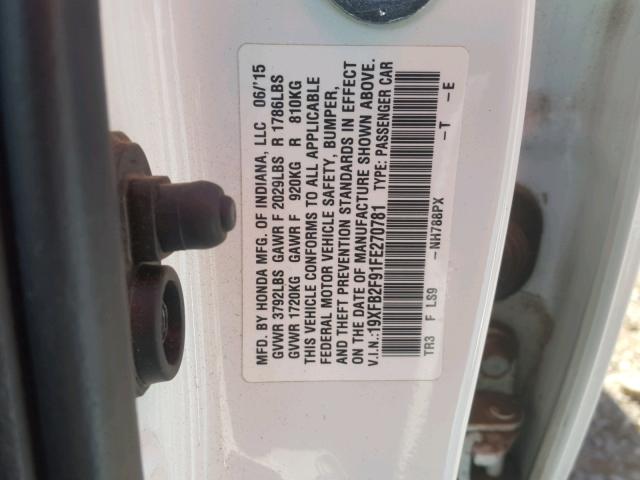 MFD. BY HONDA MFG. OF INDIANA, LLC 06/'15
GVWR 3792LBS GAWR F 2029LBS R 1786LBS
GVWR 1720KG GAWR F 920KG R 810KG
THIS VEHICLE CONFORMS TO ALL APPLICABLE
FEDERAL MOTOR VEHICLE SAFETY, BUMPER,
AND THEFT PREVENTION STANDARDS IN EFFECT
ON THE DATE OF MANUFACTURE SHOWN ABOVE.
V.I.N.:19XFB2F91FE270781 TYPE: PASSENGER CAR
TR3 F LS9 -NH788PX -T -E